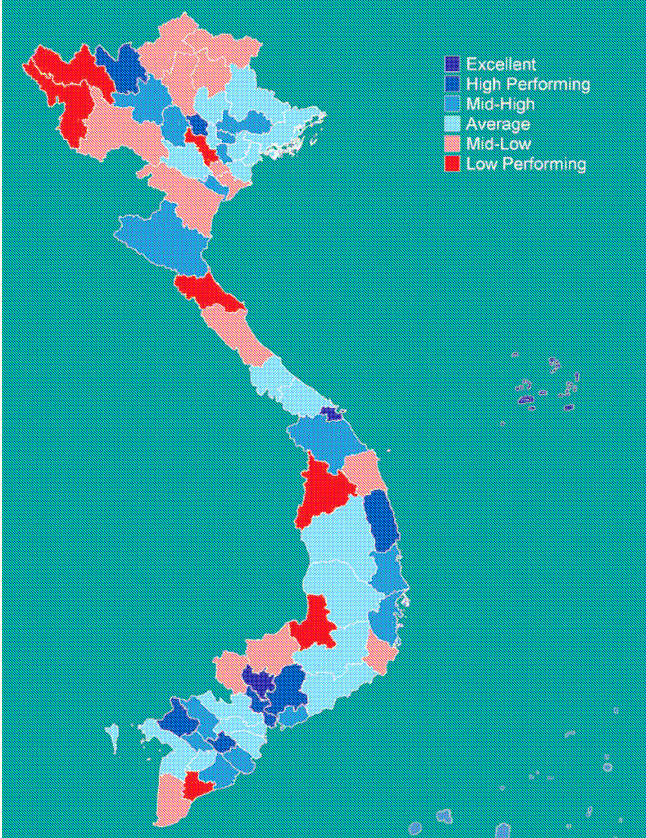 Excellent
High Performing
Mid-High
Average
Mid-Low
Low Performing